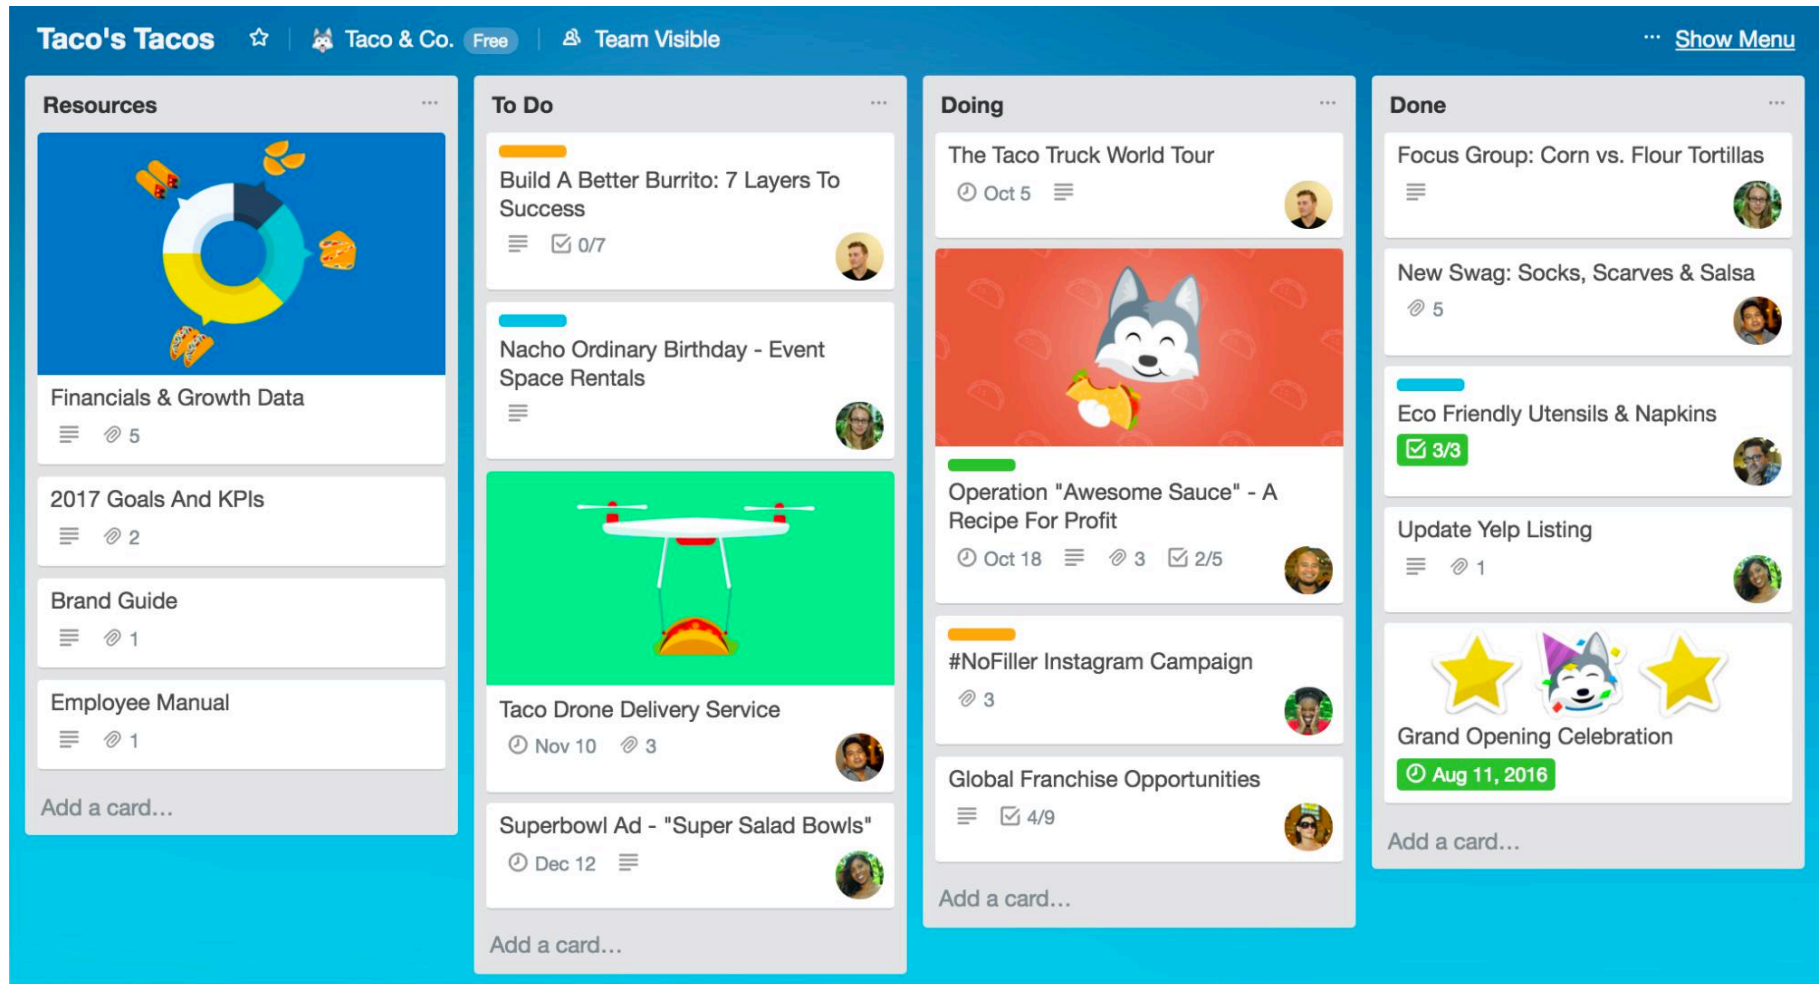 Taco's Tacos
Taco & Co.
Free
Team Visible
Show Menu
Resources
Financials & Growth Data
5
2017 Goals And KPIs
2
Brand Guide
1
Employee Manual
1
Add a card…
To Do
Build A Better Burrito: 7 Layers To
Success
0/7
Nacho Ordinary Birthday - Event
Space Rentals
Taco Drone Delivery Service
Nov 10 3
Superbowl Ad - "Super Salad Bowls"
Dec 12
Add a card…
Doing
The Taco Truck World Tour
Oct 5
Operation "Awesome Sauce" - A
Recipe For Profit
Oct 18 3 2/5
#NoFiller Instagram Campaign
3
Global Franchise Opportunities
4/9
Add a card…
Done
Focus Group: Corn vs. Flour Tortillas
New Swag: Socks, Scarves & Salsa
5
Eco Friendly Utensils & Napkins
3/3
Update Yelp Listing
1
Grand Opening Celebration
Aug 11, 2016
Add a card…